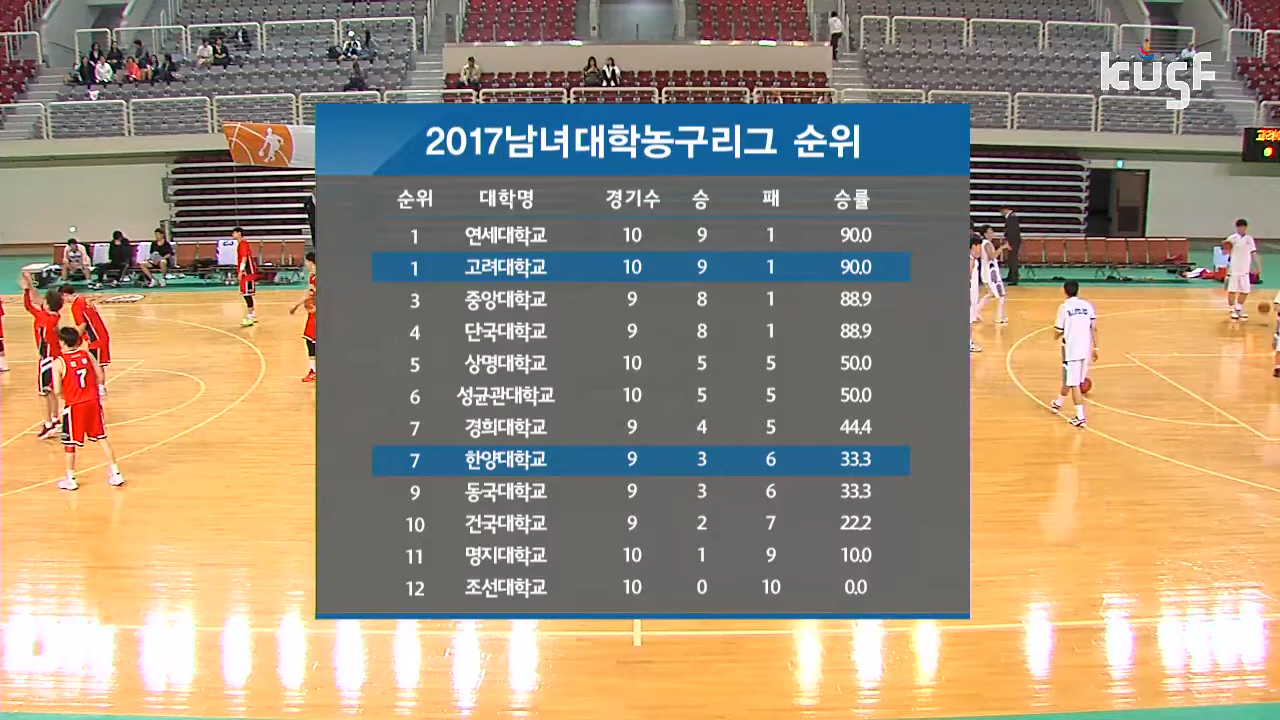 kusf
2017남녀대학농구리그 순위
순위 대학명 경기수 승 패 승률
1 연세대학교 10 9 1 90.0
1 고려대학교 10 9 1 90.0
3 중앙대학교 9 8 1 88.9
4 단국대학교 9 8 1 88.9
5 상명대학교 10 5 5 50.0
6 성균관대학교 10 5 5 50.0
7 경희대학교 9 4 5 44.4
7 한양대학교 9 3 6 33.3
9 동국대학교 9 3 6 33.3
10 건국대학교 9 2 7 22.2
11 명지대학교 10 1 9 10.0
12 조선대학교 10 0 10 0.0
7